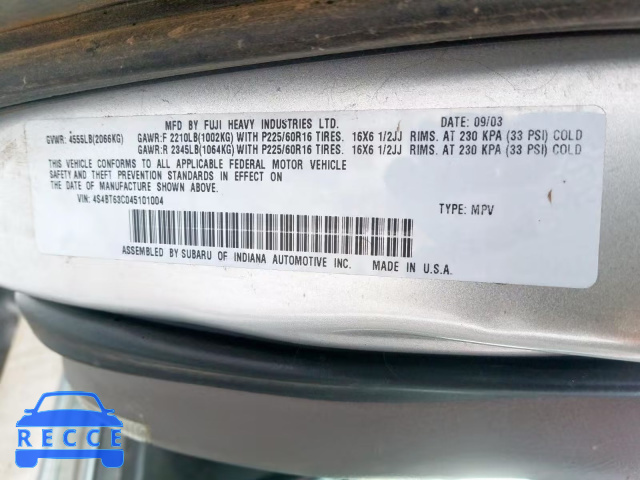 MFD BY FUJI HEAVY INDUSTRIES LTD. DATE: 09/03
GVWR: 4555LB(2066KG) GAWR:F 2210LB(1002KG) WITH P225/60R16 TIRES. 16X6 1/2JJ RIMS. AT 230 KPA (33 PSI) COLD
GAWR:R 2345LB(1064KG) WITH P225/60R16 TIRES. 16X6 1/2JJ RIMS. AT 230 KPA (33 PSI) COLD
THIS VEHICLE CONFORMS TO ALL APPLICABLE FEDERAL MOTOR VEHICLE
SAFETY AND THEFT PREVENTION STANDARDS IN EFFECT ON
THE DATE OF MANUFACTURE SHOWN ABOVE.
VIN: 4S4BT63C045101004 TYPE: MPV
ASSEMBLED BY SUBARU OF INDIANA AUTOMOTIVE INC. MADE IN U.S.A.
RECCE